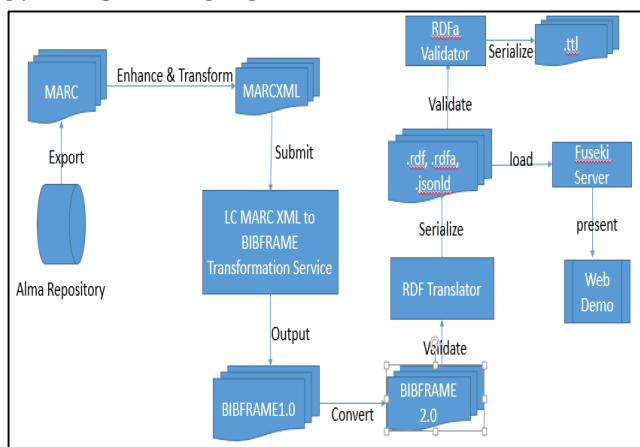 MARC
Enhance & Transform
MARCXML
Export
Submit
Alma Repository
LC MARC XML to
BIBFRAME
Transformation Service
Output
BIBFRAME1.0
Convert
BIBFRAME
2.0
Validate
RDF Translator
Serialize
.rdf, .rdfa,
.jsonld
Validate
RDFa
Validator
Serialize
.ttl
load
Fuseki
Server
present
Web
Demo